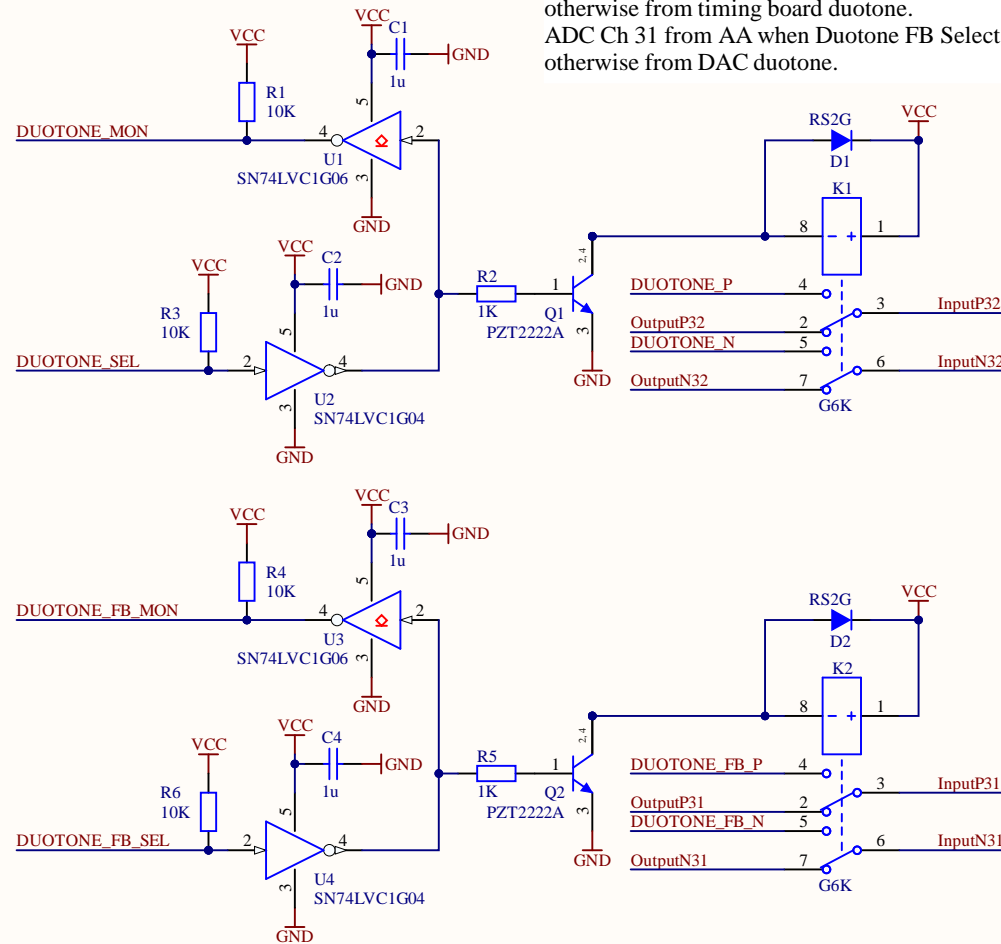 otherwise from timing board duotone.
ADC Ch 31 from AA when Duotone FB Select
otherwise from DAC duotone.
VCC
C1
GND
1u
VCC
R1
10K
5
DUOTONE_MON
4
2
U1
SN74LVC1G06
3
GND
VCC
C2
GND
1u
VCC
R3
10K
5
DUOTONE_SEL
2
4
U2
SN74LVC1G04
3
GND
R2
1K
1
2, 4
Q1
PZT2222A
3
GND
RS2G
D1
VCC
K1
8
- +
1
DUOTONE_P
4
3
InputP32
OutputP32
2
DUOTONE_N
5
6
InputN32
OutputN32
7
G6K
VCC
C3
GND
1u
VCC
R4
10K
5
DUOTONE_FB_MON
4
2
U3
SN74LVC1G06
3
GND
VCC
C4
GND
1u
VCC
R6
10K
5
DUOTONE_FB_SEL
2
4
U4
SN74LVC1G04
3
GND
R5
1K
1
2, 4
Q2
PZT2222A
3
GND
RS2G
D2
VCC
K2
8
- +
1
DUOTONE_FB_P
4
3
InputP31
OutputP31
2
DUOTONE_FB_N
5
6
InputN31
OutputN31
7
G6K